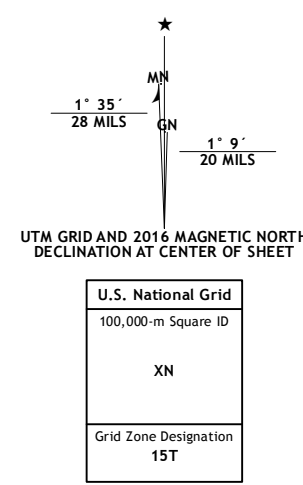 MN
1° 35´
28 MILS
GN
1° 9´
20 MILS
UTM GRID AND 2016 MAGNETIC NORTH
DECLINATION AT CENTER OF SHEET
U.S. National Grid
100,000-m Square ID
XN
Grid Zone Designation
15T